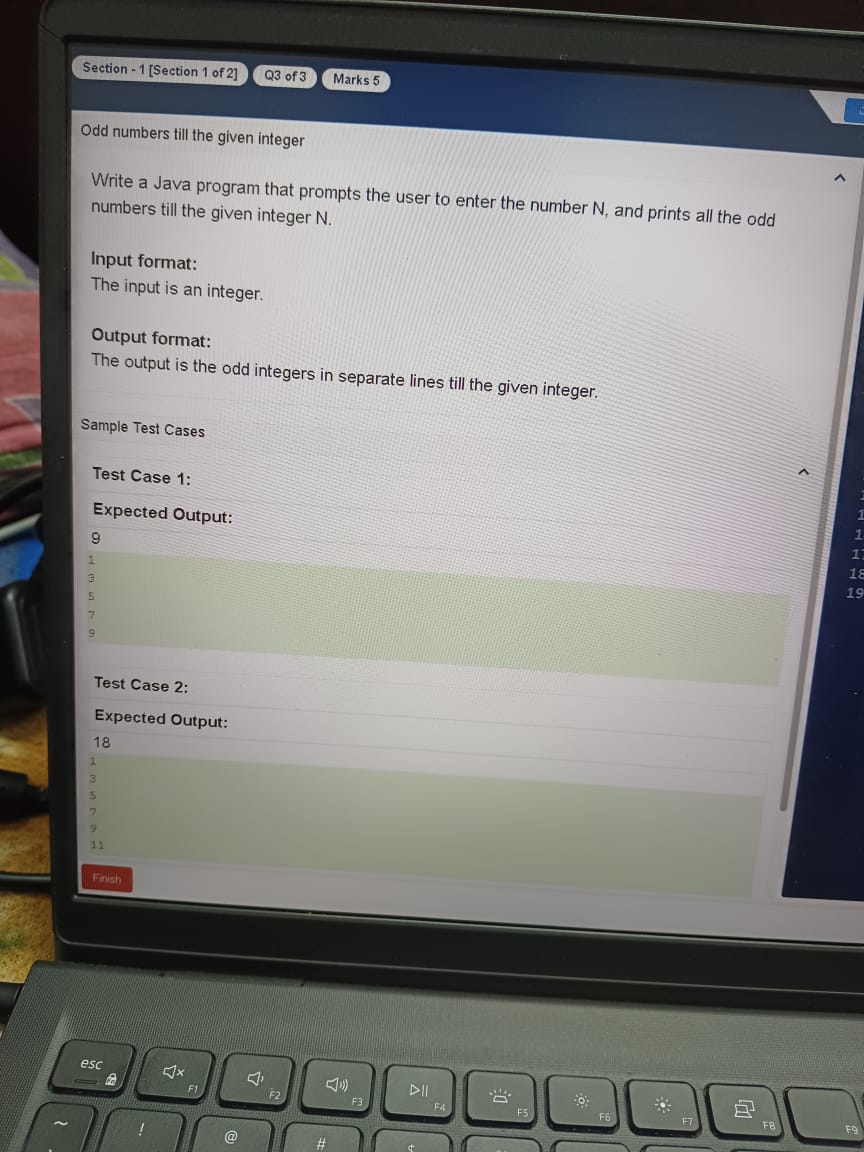 Section - 1 [Section 1 of 2] Q3 of 3 Marks 5
Odd numbers till the given integer
Write a Java program that prompts the user to enter the number N, and prints all the odd
numbers till the given integer N.
Input format:
The input is an integer.
Output format:
The output is the odd integers in separate lines till the given integer.
Sample Test Cases
Test Case 1:
Expected Output:
9
1
3
5
7
9
Test Case 2:
Expected Output:
18
1
3
5
7
9
11
Finish
18
19
esc
F1
F2
F3
F4
F5
F6
F7
F8
F9
~
!
@
#